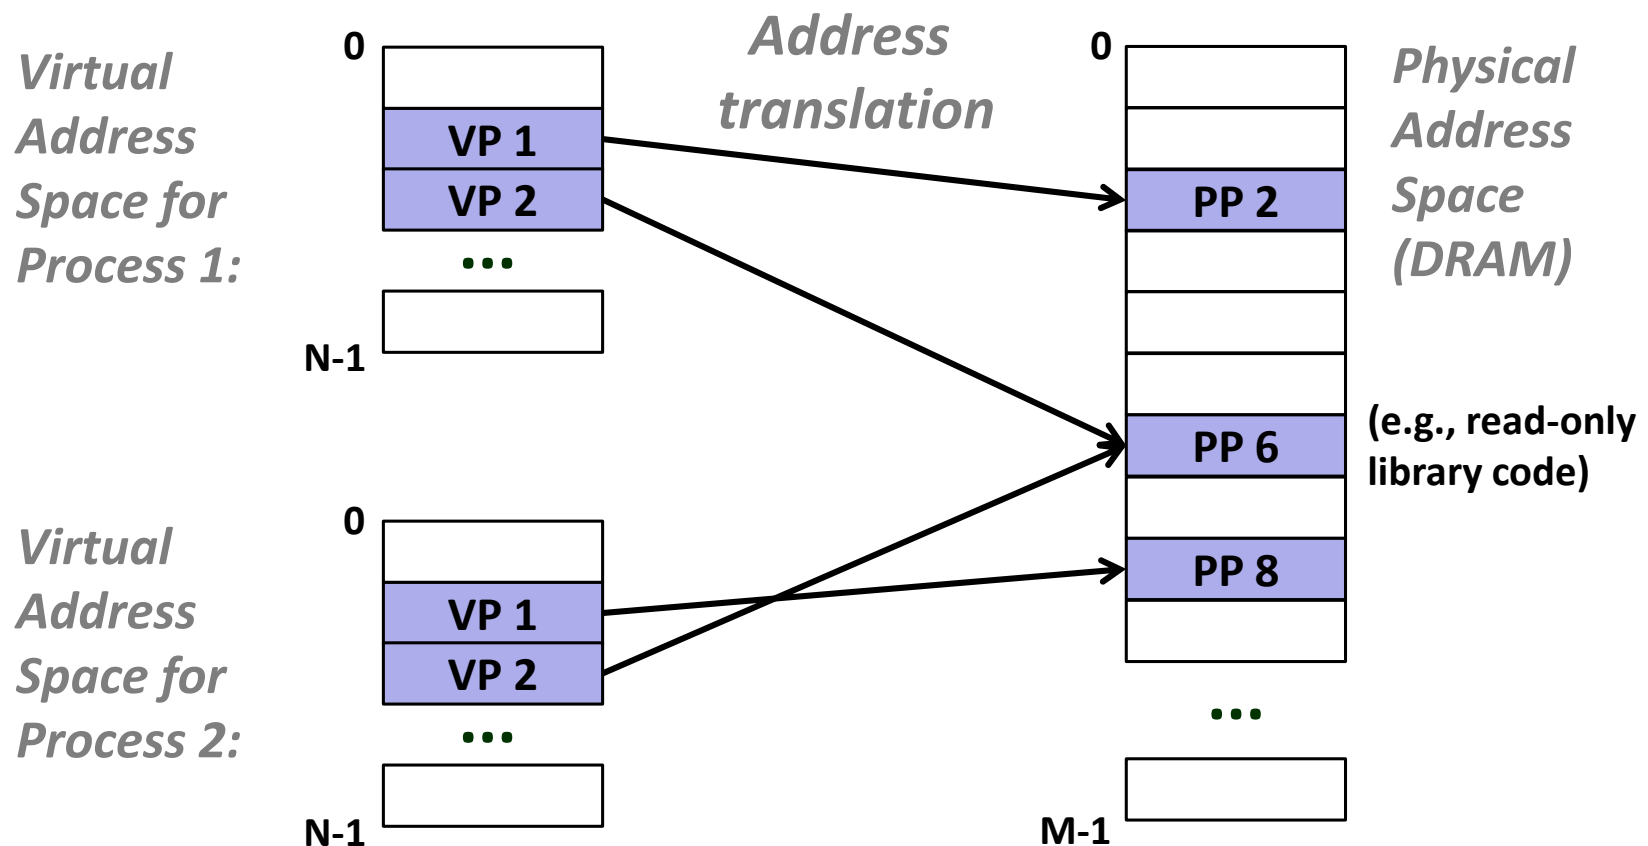 Virtual
Address
Space for
Process 1:
0
VP 1
VP 2
...
N-1
Address
translation
0
PP 2
PP 6
PP 8
...
M-1
Physical
Address
Space
(DRAM)
(e.g., read-only
library code)
Virtual
Address
Space for
Process 2:
0
VP 1
VP 2
...
N-1